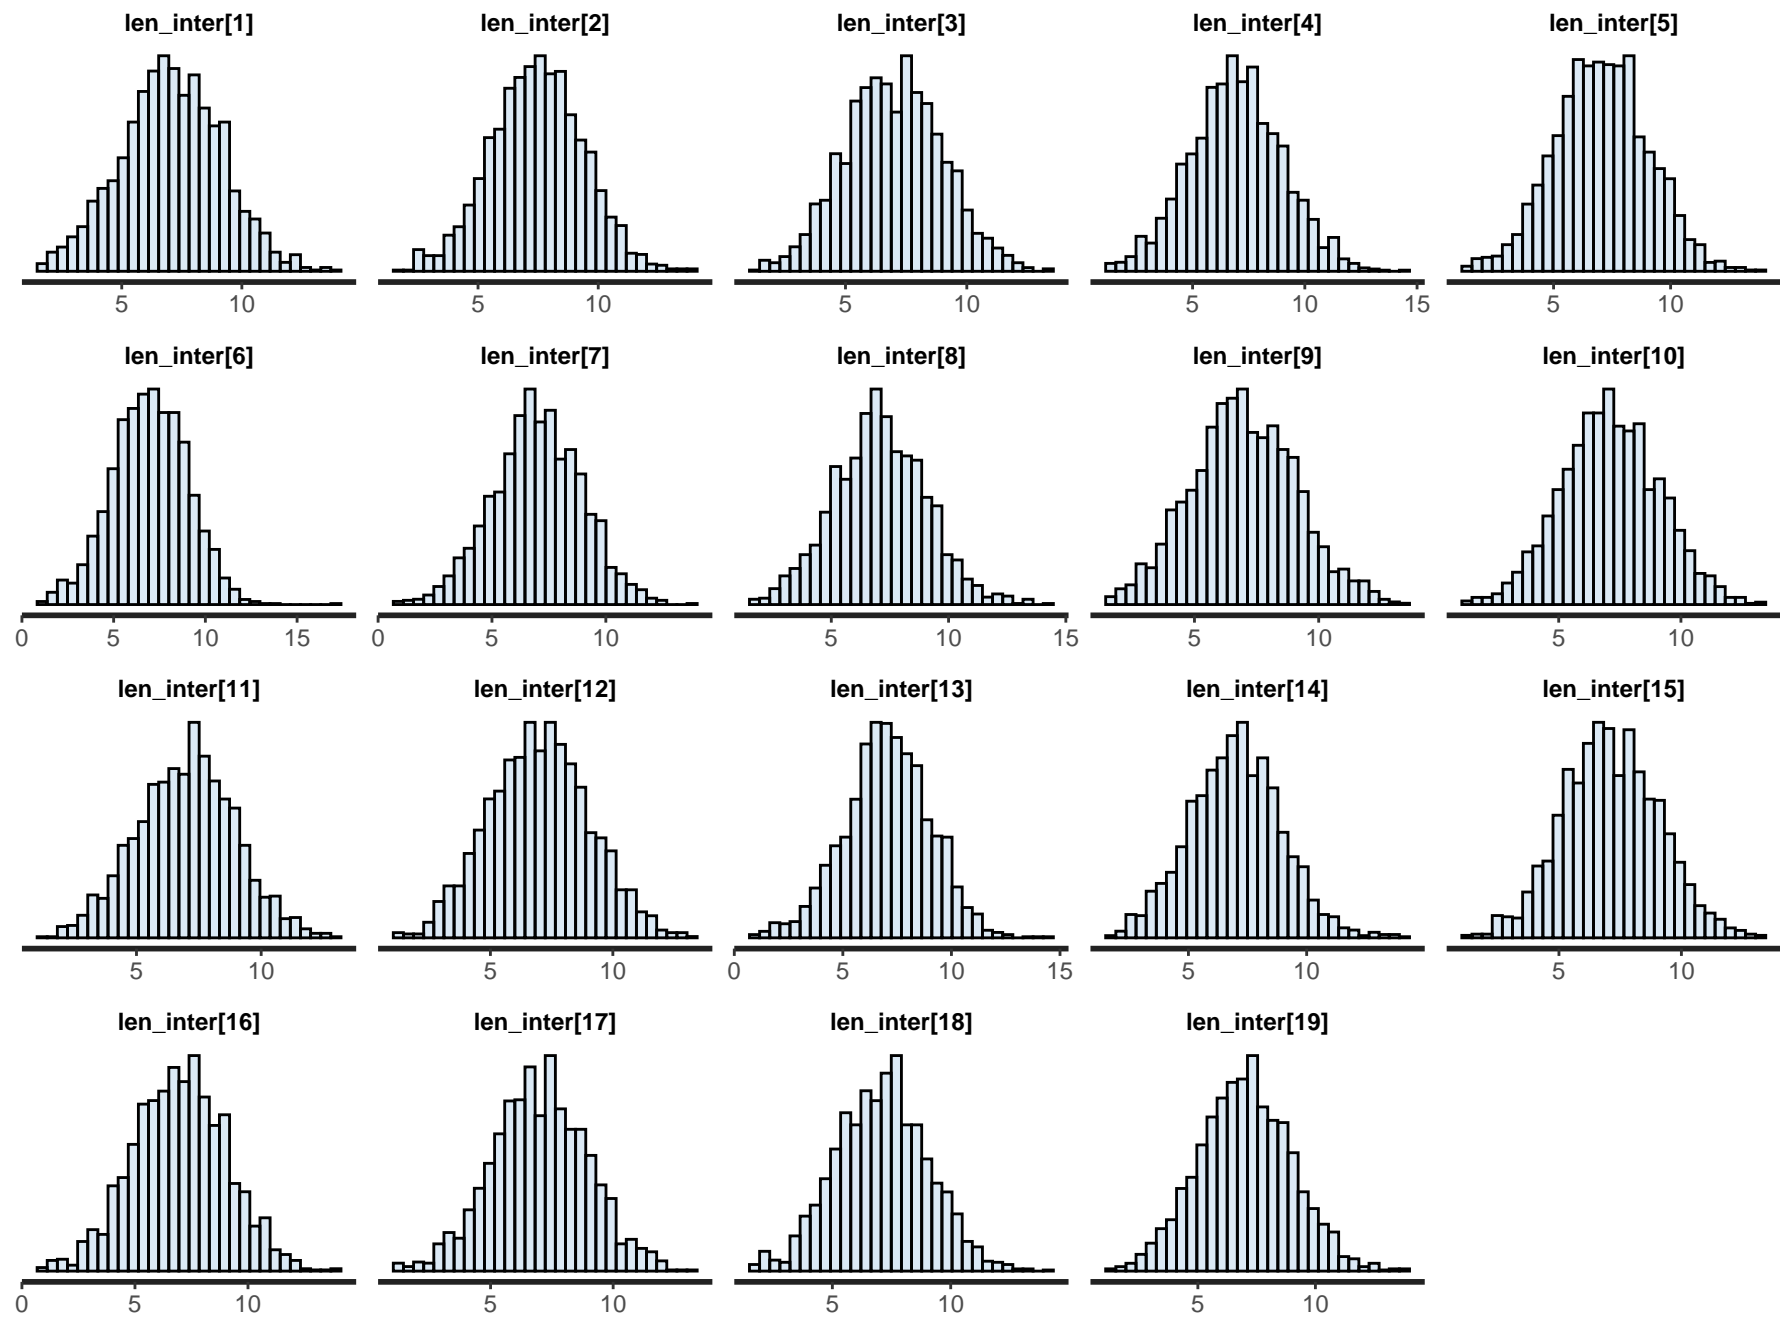 len_inter[1] len_inter[2] len_inter[3] len_inter[4] len_inter[5]
5 10 5 10 5 10 5 10 15 5 10
len_inter[6] len_inter[7] len_inter[8] len_inter[9] len_inter[10]
0 5 10 15 0 5 10 5 10 15 5 10 5 10
len_inter[11] len_inter[12] len_inter[13] len_inter[14] len_inter[15]
5 10 5 10 0 5 10 15 5 10 5 10
len_inter[16] len_inter[17] len_inter[18] len_inter[19]
0 5 10 5 10 5 10 5 10